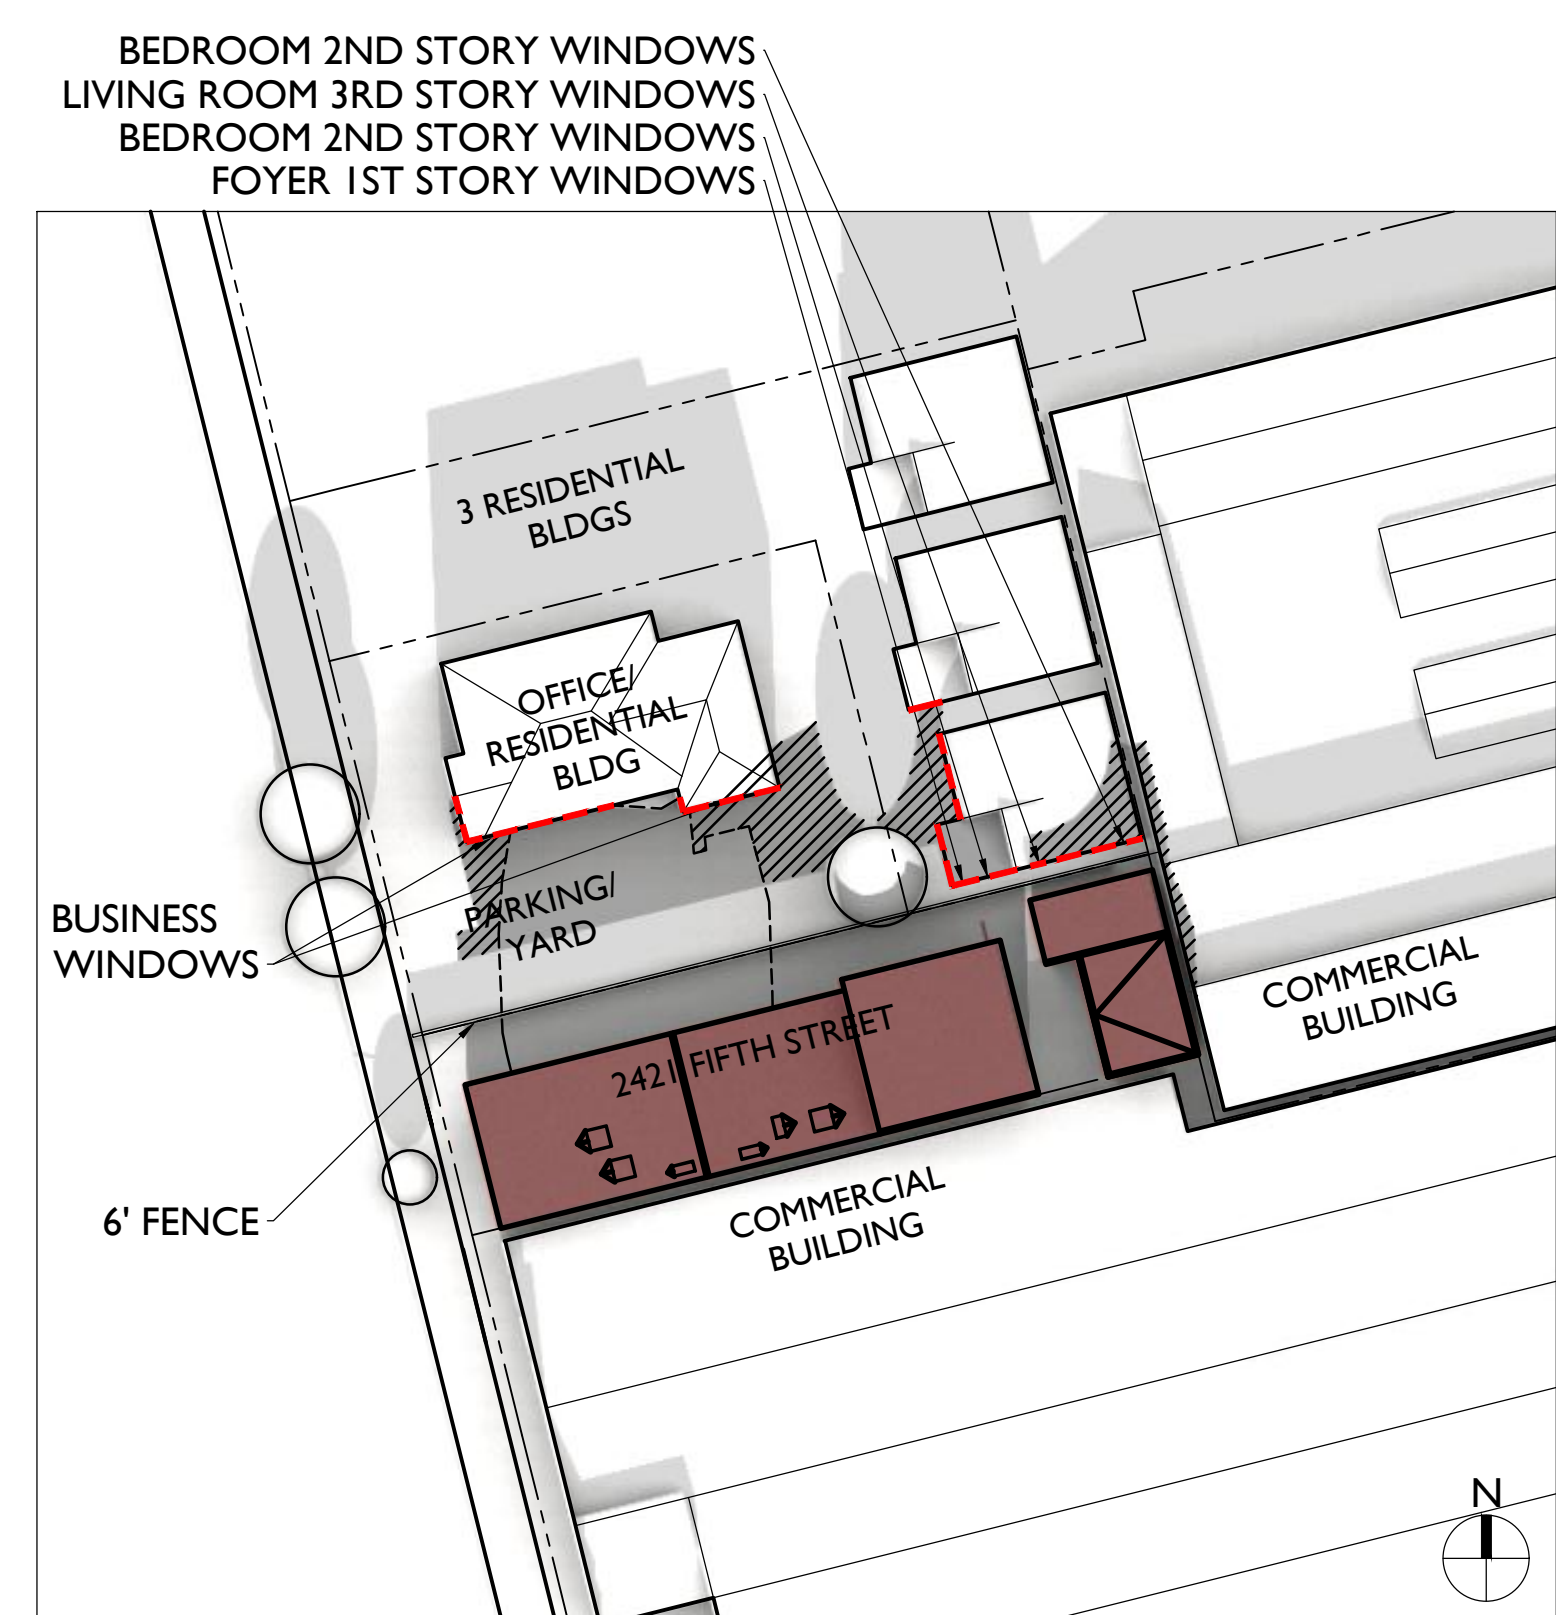 BEDROOM 2ND STORY WINDOWS
LIVING ROOM 3RD STORY WINDOWS
BEDROOM 2ND STORY WINDOWS
FOYER 1ST STORY WINDOWS
3 RESIDENTIAL
BLDGS
OFFICE/
RESIDENTIAL
BLDG
PARKING/
YARD
BUSINESS
WINDOWS
COMMERCIAL
BUILDING
2421 FIFTH STREET
6' FENCE
COMMERCIAL
BUILDING
N